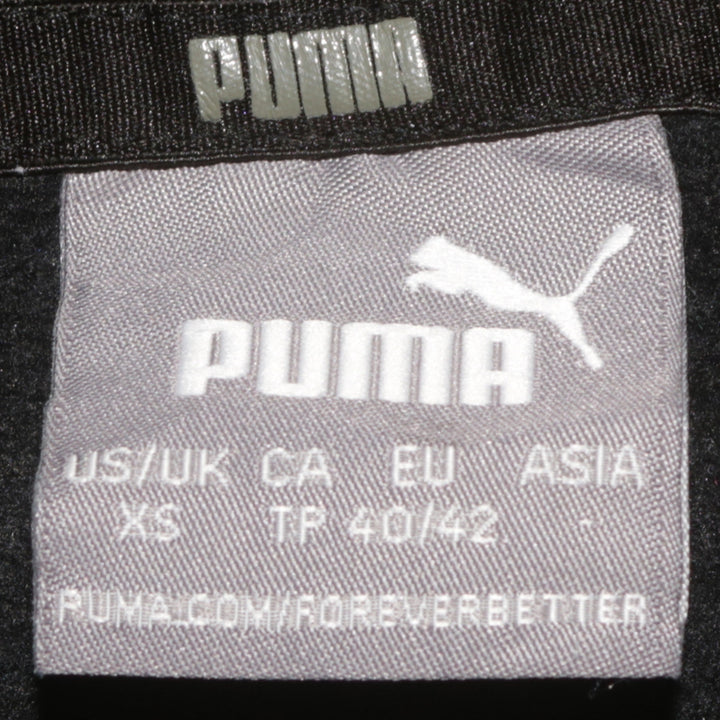 PUMA
PUMA
US/UK CA EU ASIA
XS TP 40/42 -
PUMA.COM/FOREVERBETTER